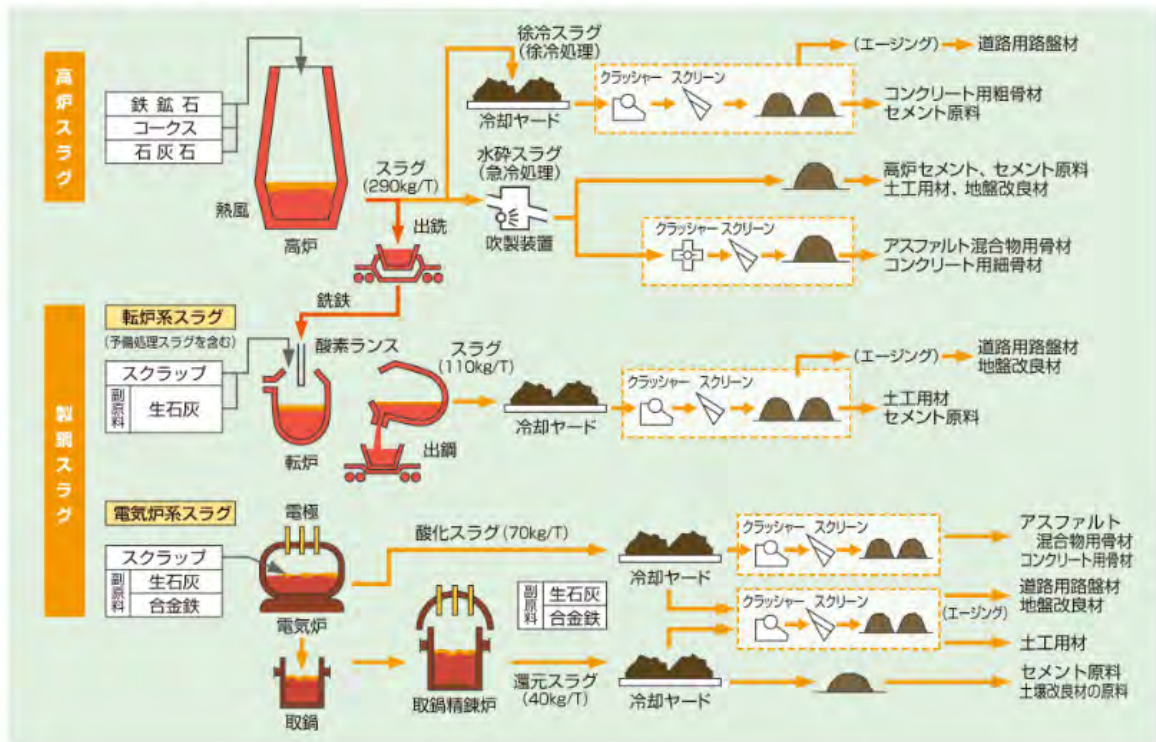 高炉スラグ
鉄鉱石
コークス
石灰石
熱風
高炉
スラグ
(290kg/T)
出銑
徐冷スラグ
(徐冷処理)
冷却ヤード
クラッシャー スクリーン
(エージング)
道路用路盤材
コンクリート用粗骨材
セメント原料
水砕スラグ
(急冷処理)
吹製装置
高炉セメント、セメント原料
土工用材、地盤改良材
クラッシャー スクリーン
アスファルト混合物用骨材
コンクリート用細骨材
製鋼スラグ
転炉系スラグ
(予備処理スラグを含む)
スクラップ
副原料
生石灰
銑鉄
酸素ランス
転炉
スラグ
(110kg/T)
出鋼
冷却ヤード
クラッシャー スクリーン
(エージング)
道路用路盤材
地盤改良材
土工用材
セメント原料
電気炉系スラグ
スクラップ
副原料
生石灰
合金鉄
電極
電気炉
取鍋
酸化スラグ(70kg/T)
冷却ヤード
クラッシャー スクリーン
アスファルト
混合物用骨材
コンクリート用骨材
副原料
生石灰
合金鉄
取鍋精錬炉
還元スラグ
(40kg/T)
冷却ヤード
クラッシャー スクリーン
(エージング)
道路用路盤材
地盤改良材
土工用材
セメント原料
土壌改良材の原料